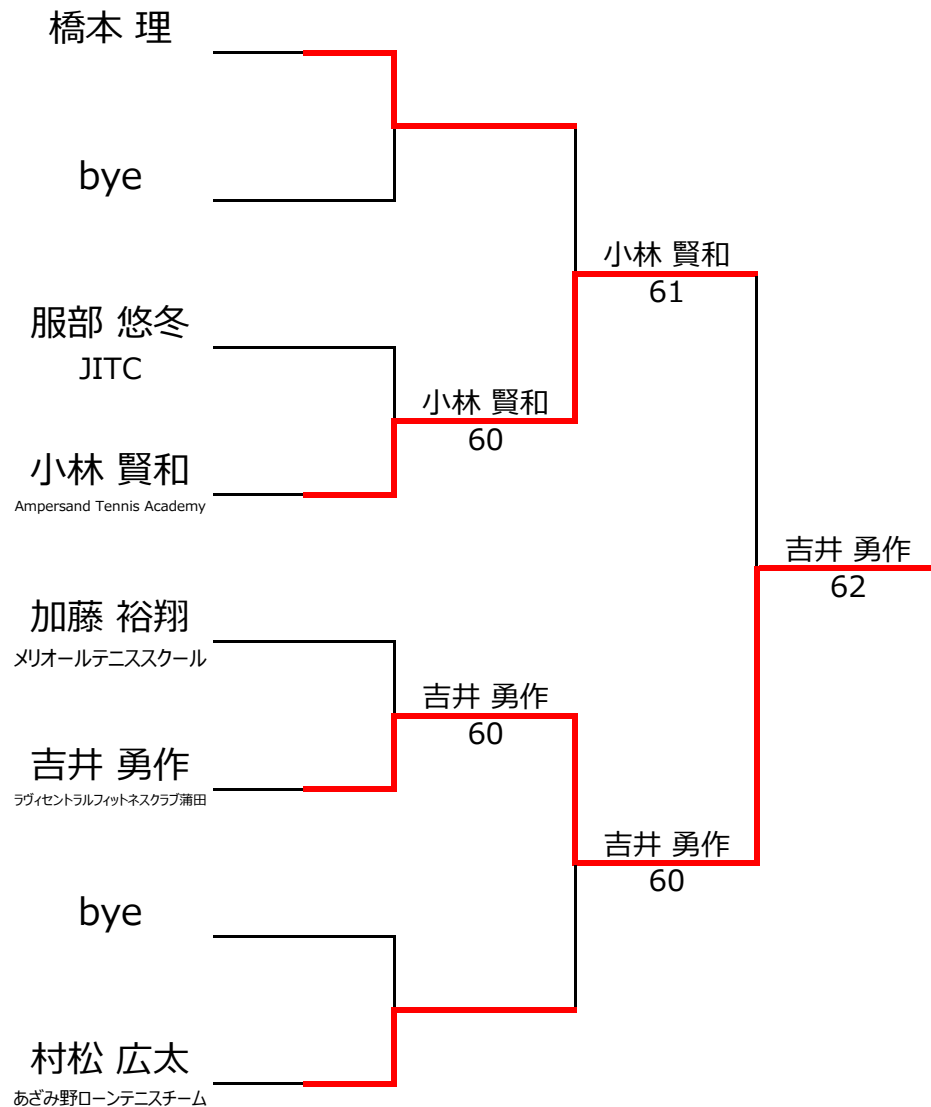 橋本 理
bye
服部 悠冬
JITC
小林 賢和
Ampersand Tennis Academy
加藤 裕翔
メリオールテニススクール
吉井 勇作
ラヴィセントラルフィットネスクラブ蒲田
bye
村松 広太
あざみ野ローンテニスチーム
小林 賢和
60
吉井 勇作
60
小林 賢和
61
吉井 勇作
60
吉井 勇作
62